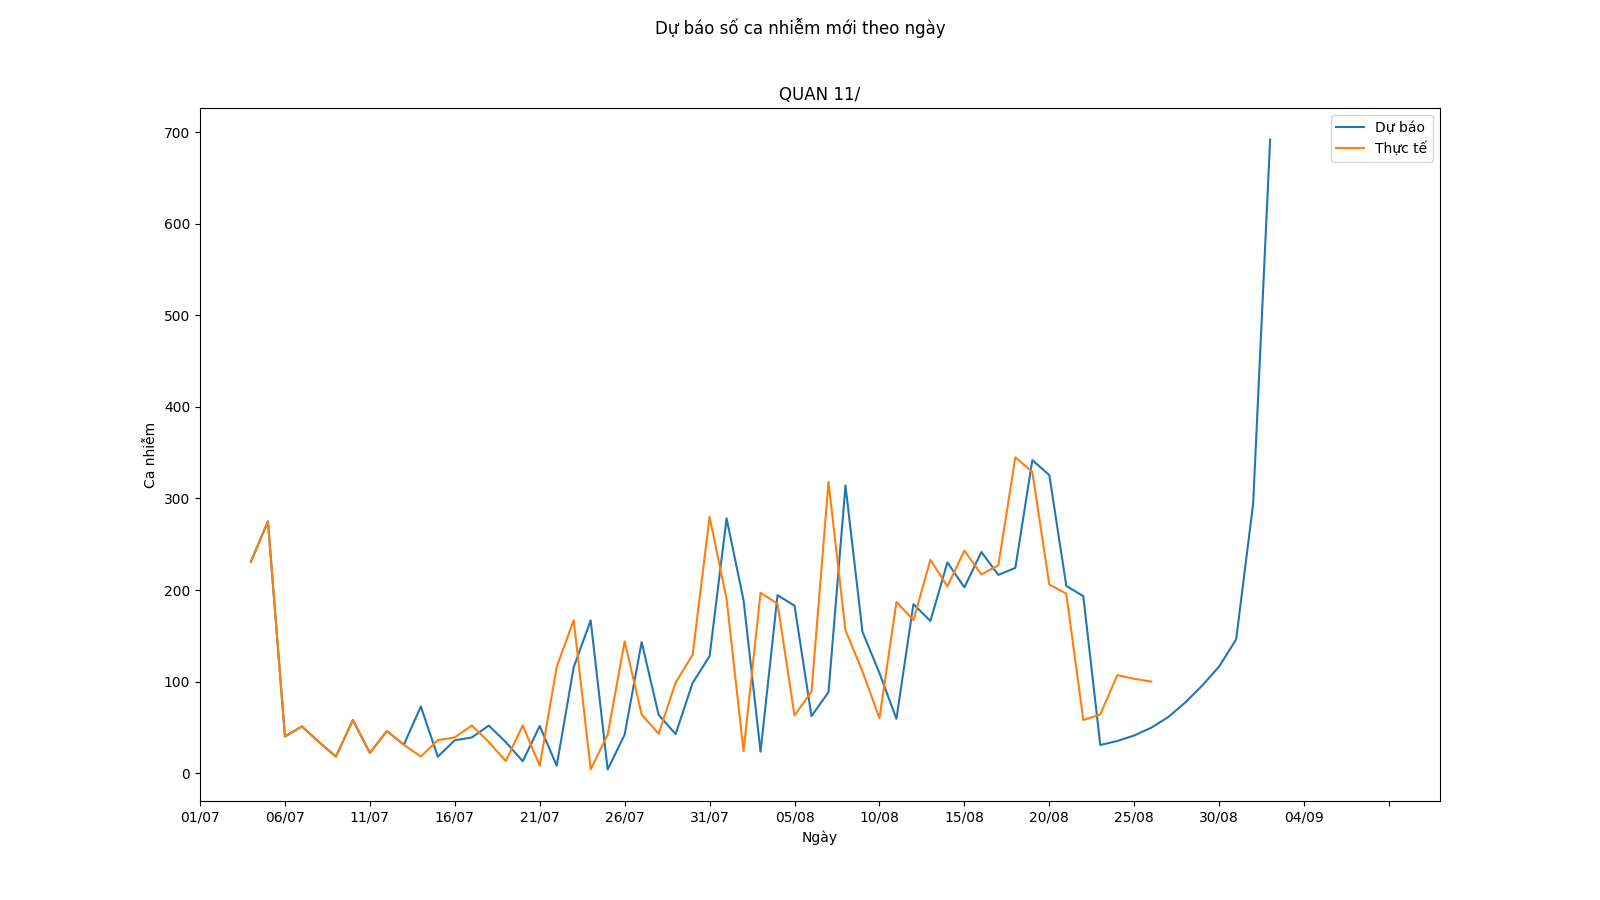 Dự báo số ca nhiễm mới theo ngày
QUAN 11/
Dự báo
Thực tế
700
600
500
400
300
200
100
0
Ca nhiễm
01/07 06/07 11/07 16/07 21/07 26/07 31/07 05/08 10/08 15/08 20/08 25/08 30/08 04/09
Ngày